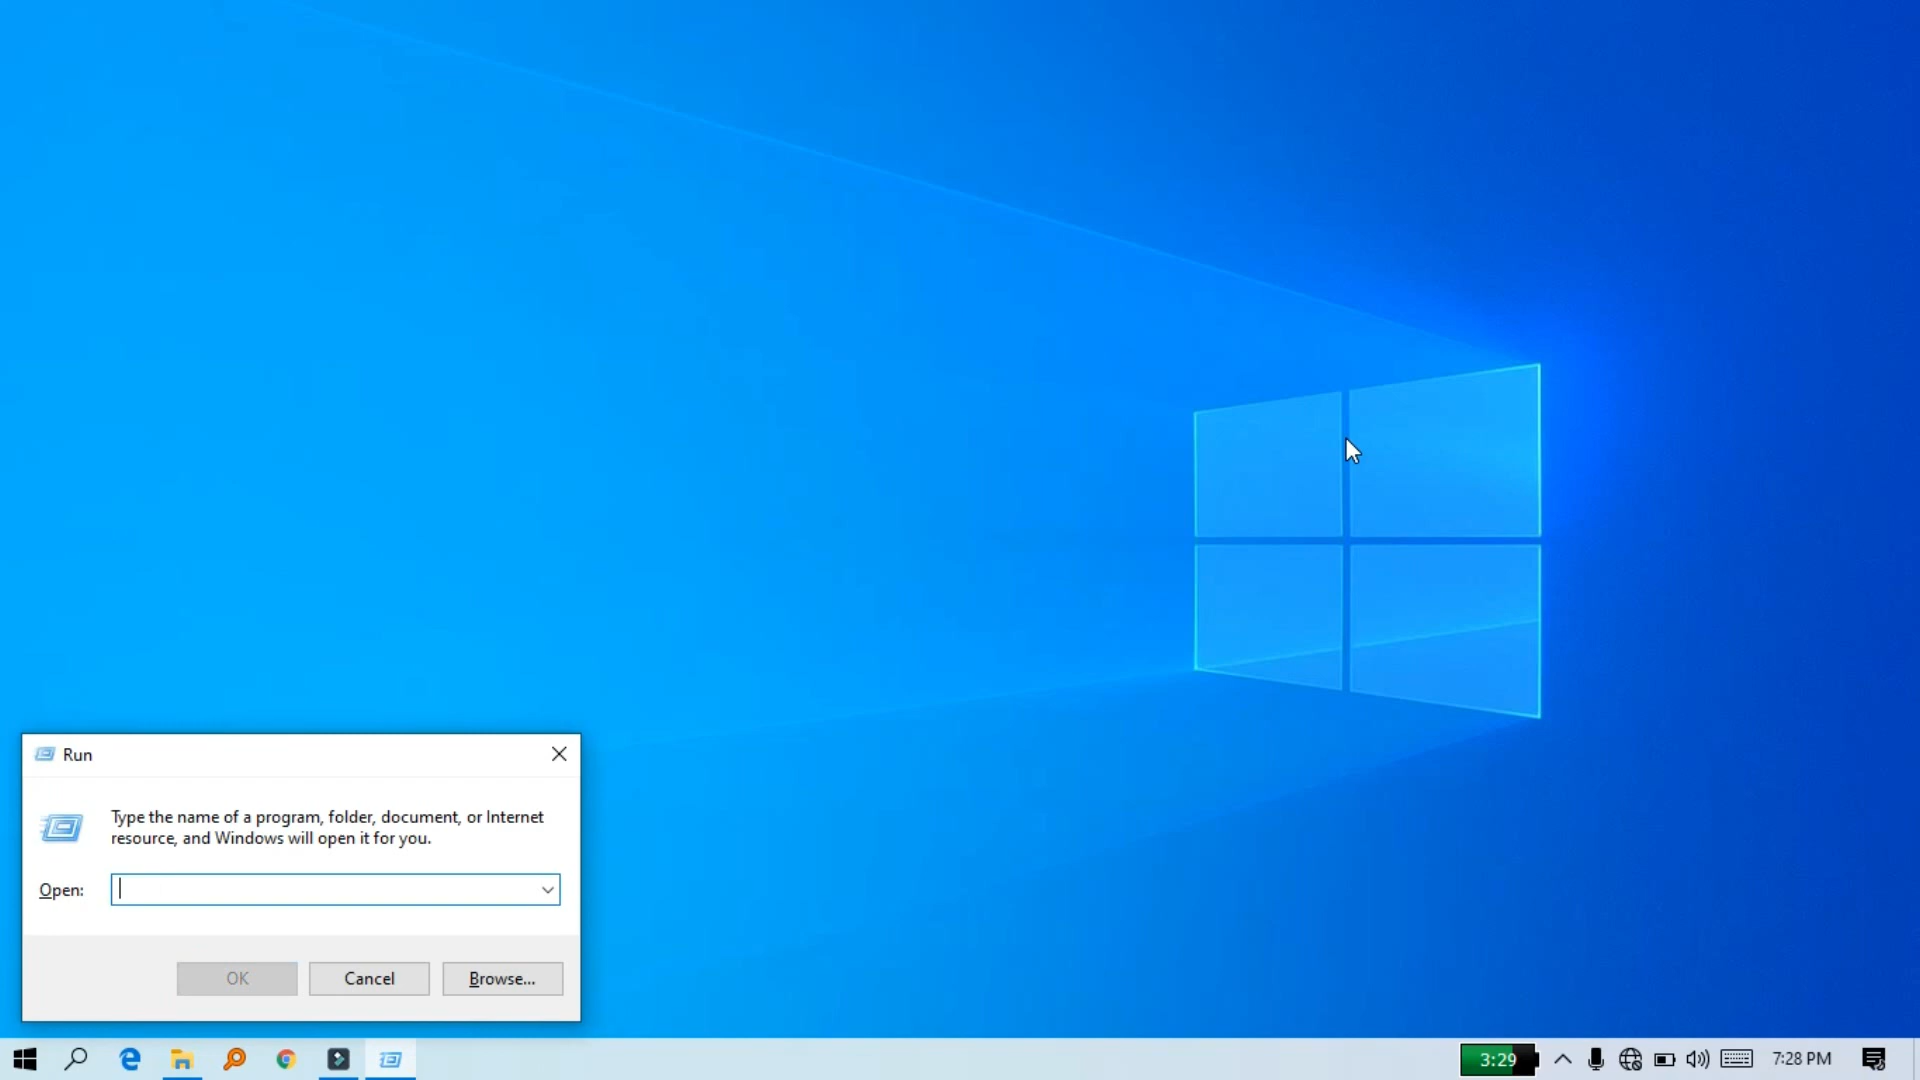 Run
Type the name of a program, folder, document, or Internet
resource, and Windows will open it for you.
Open:
OK
Cancel
Browse...
3:29
7:28 PM